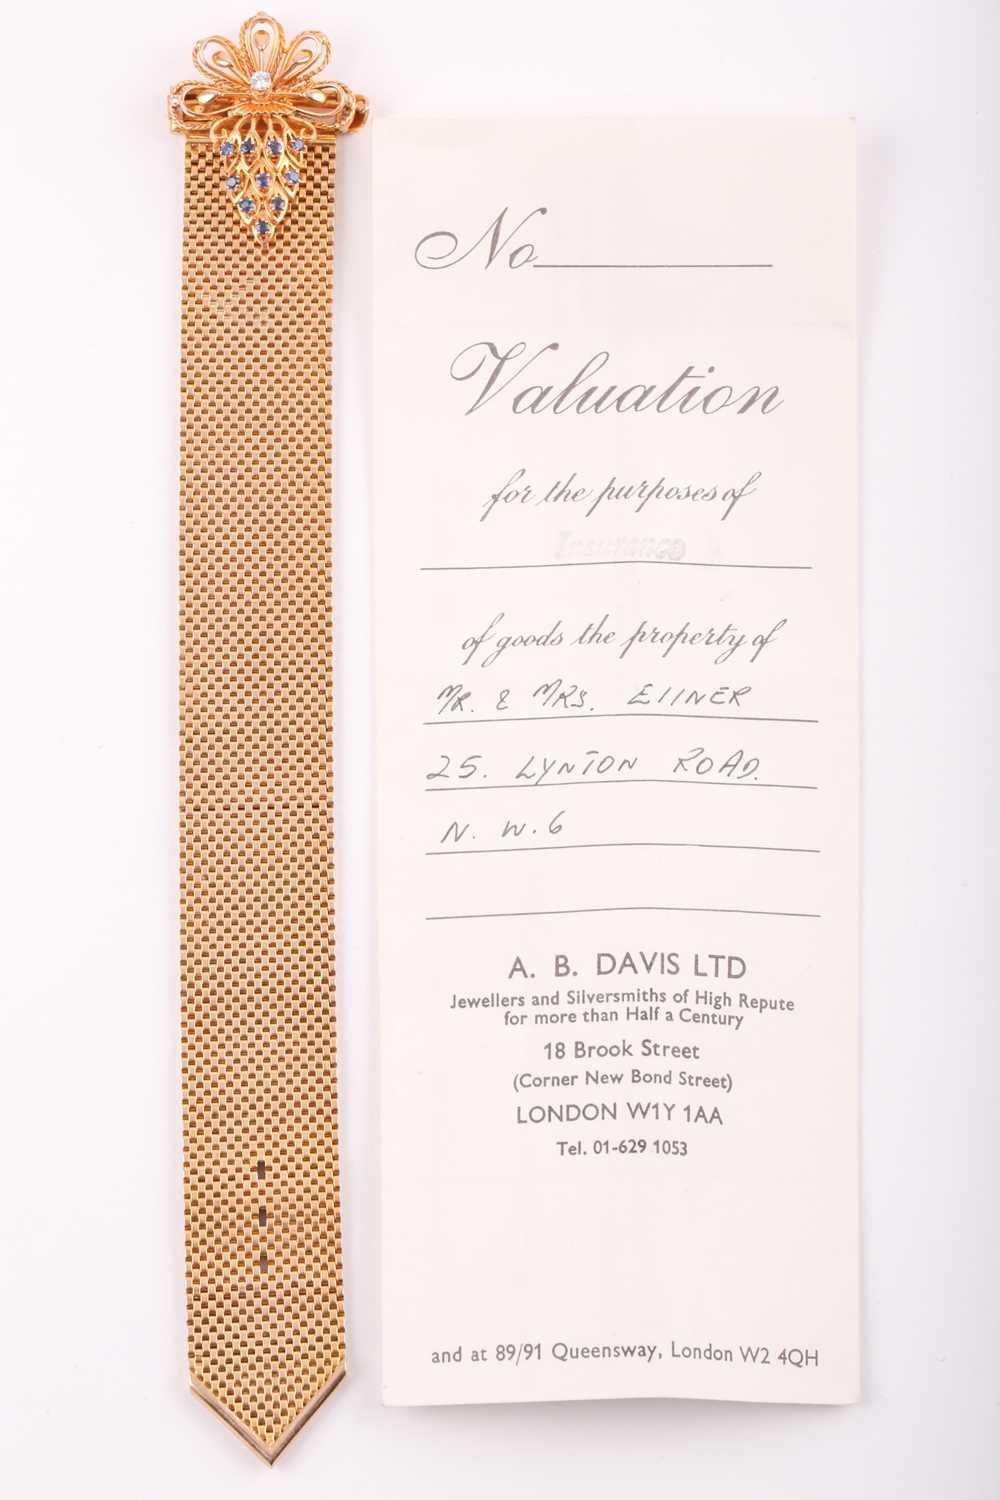 No
Valuation
for the purposes of
Insurance
of goods the property of
MR. & MRS. EllNER
25. LYNTON ROAD.
N. W. 6
A. B. DAVIS LTD
Jewellers and Silversmiths of High Repute
for more than Half a Century
18 Brook Street
(Corner New Bond Street)
LONDON W1Y 1AA
Tel. 01-629 1053
and at 89/91 Queensway, London W2 4QH